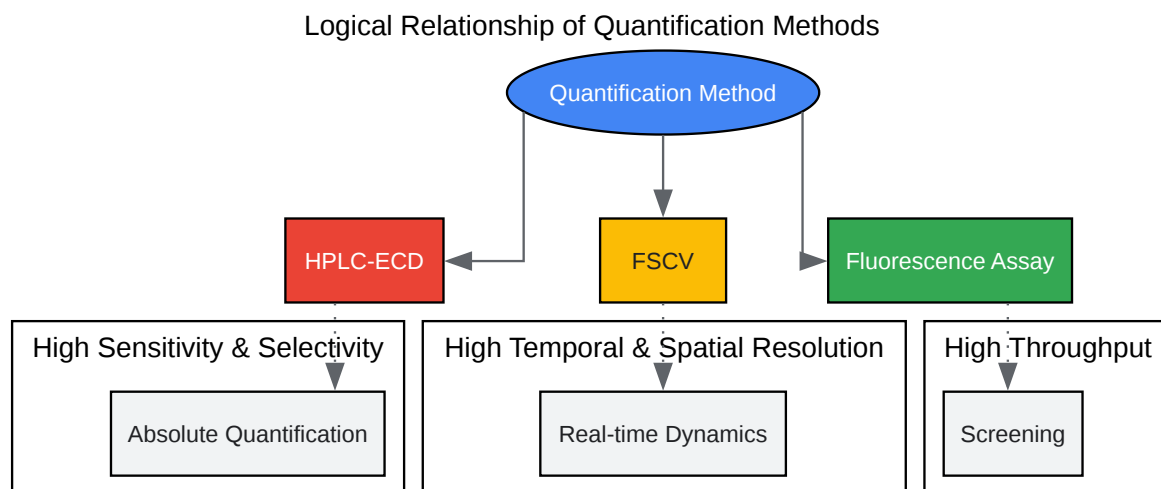 Logical Relationship of Quantification Methods
Quantification Method
HPLC-ECD
FSCV
Fluorescence Assay
High Sensitivity & Selectivity
High Temporal & Spatial Resolution
High Throughput
Absolute Quantification
Real-time Dynamics
Screening